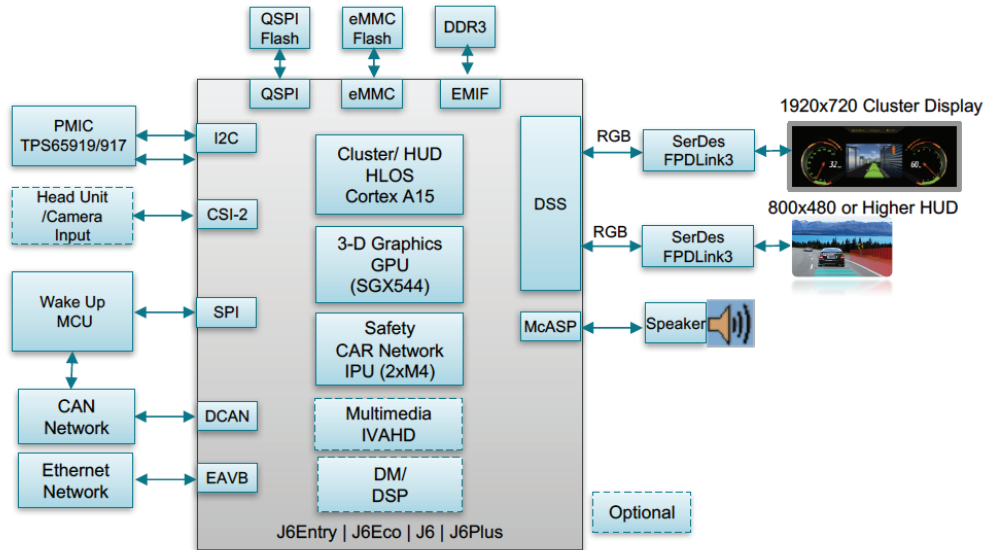 QSPI
Flash
eMMC
Flash
DDR3
QSPI
eMMC
EMIF
PMIC
TPS65919/917
I2C
Head Unit
/Camera
Input
CSI-2
Wake Up
MCU
SPI
CAN
Network
DCAN
Ethernet
Network
EAVB
Cluster/ HUD
HLOS
Cortex A15
3-D Graphics
GPU
(SGX544)
Safety
CAR Network
IPU (2xM4)
Multimedia
IVAHD
DM/
DSP
J6Entry | J6Eco | J6 | J6Plus
DSS
McASP
RGB
SerDes
FPDLink3
1920x720 Cluster Display
32
60
RGB
SerDes
FPDLink3
800x480 or Higher HUD
Speaker
Optional